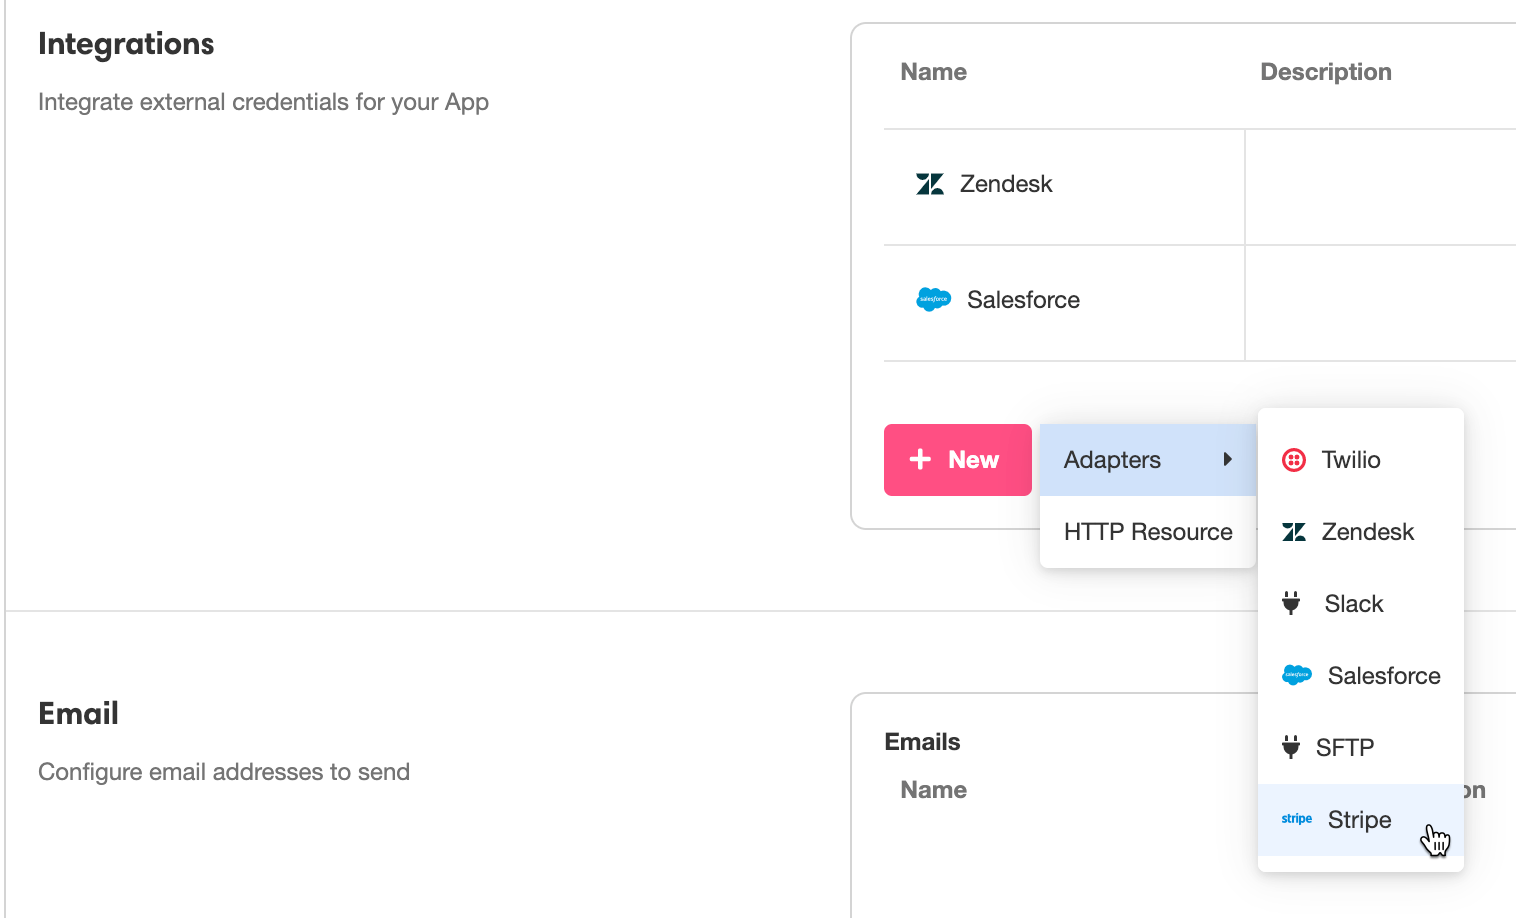 Integrations
Integrate external credentials for your App
Name Description
Zendesk
salesforce Salesforce
+ New
Adapters
HTTP Resource
Twilio
Zendesk
Slack
salesforce Salesforce
SFTP
stripe Stripe
Email
Configure email addresses to send
Emails
Name on